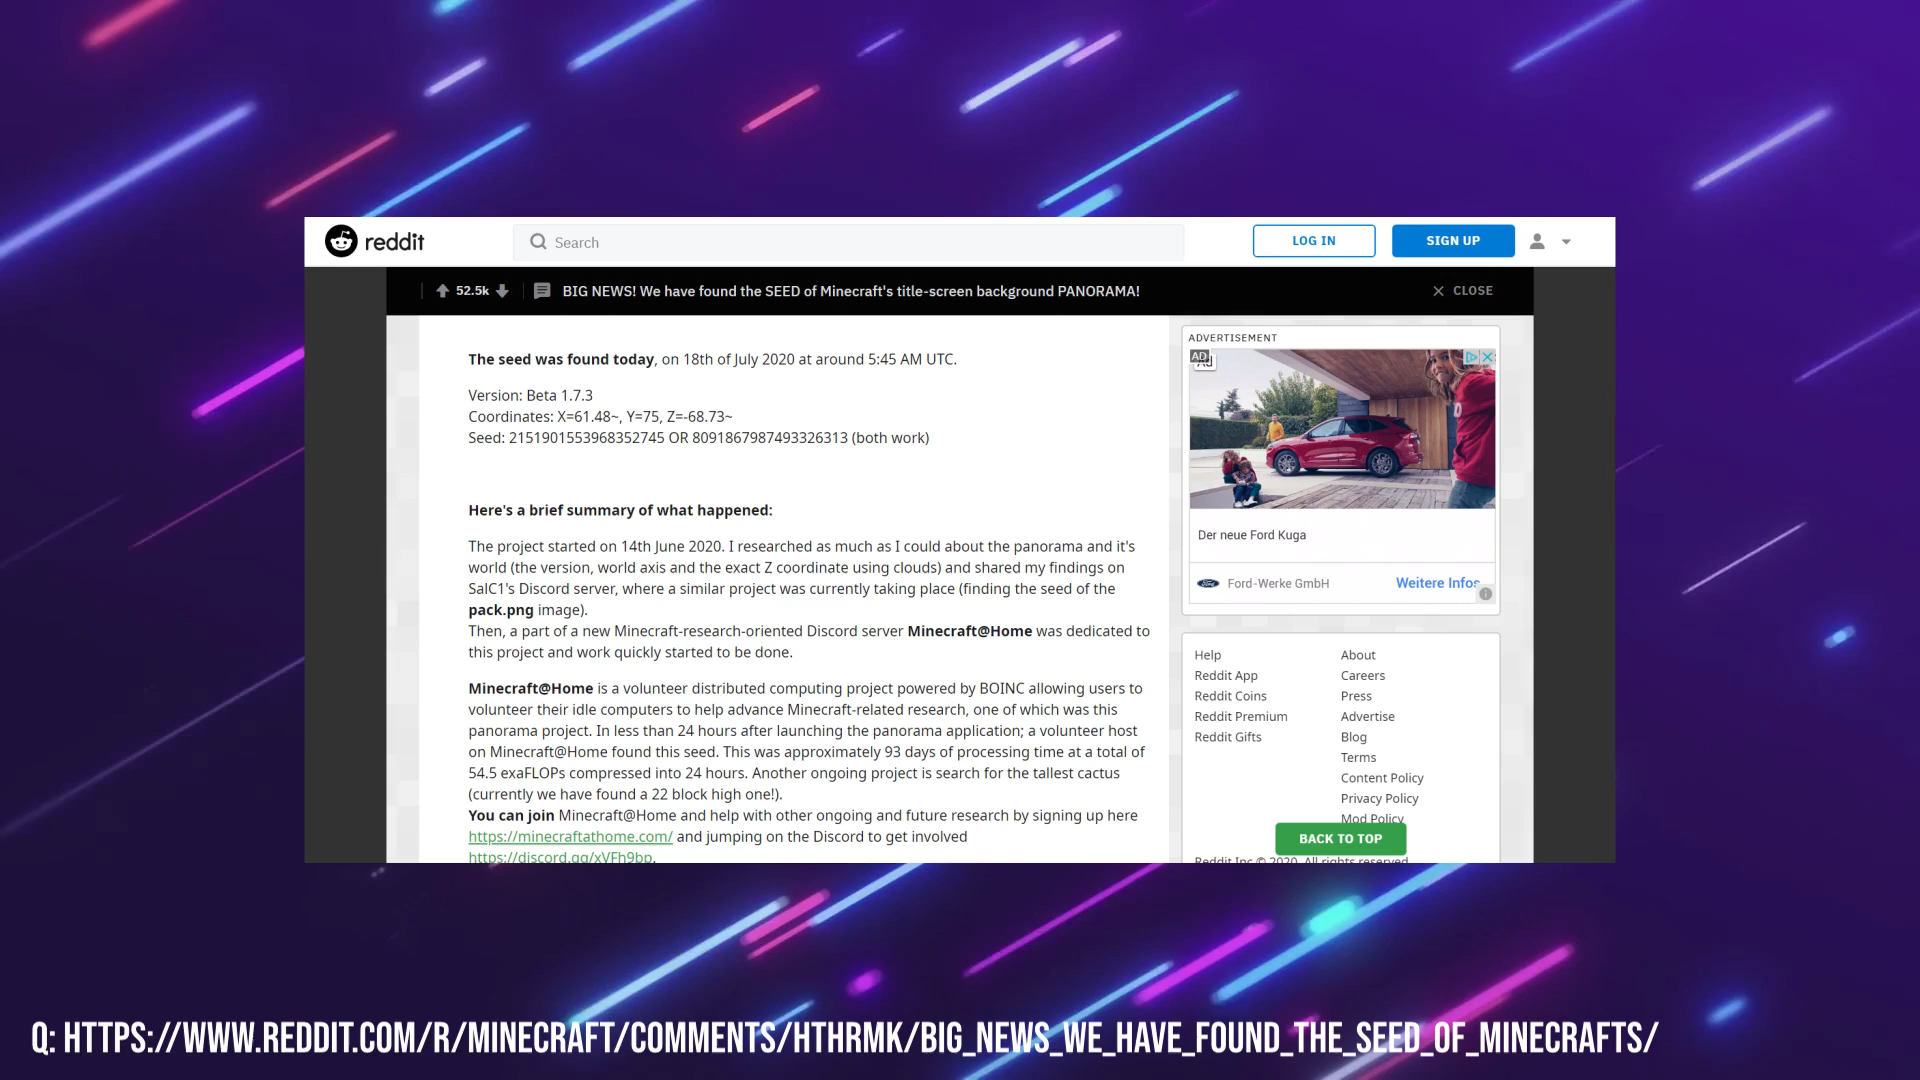 reddit
Search
LOG IN
SIGN UP
52.5k
BIG NEWS! We have found the SEED of Minecraft's title-screen background PANORAMA!
CLOSE
The seed was found today, on 18th of July 2020 at around 5:45 AM UTC.
Version: Beta 1.7.3
Coordinates: X=61.48~, Y=75, Z=-68.73~
Seed: 2151901553968352745 OR 8091867987493326313 (both work)
Here's a brief summary of what happened:
The project started on 14th June 2020. I researched as much as I could about the panorama and it's
world (the version, world axis and the exact Z coordinate using clouds) and shared my findings on
SalC1's Discord server, where a similar project was currently taking place (finding the seed of the
pack.png image).
Then, a part of a new Minecraft-research-oriented Discord server Minecraft@Home was dedicated to
this project and work quickly started to be done.
Minecraft@Home is a volunteer distributed computing project powered by BOINC allowing users to
volunteer their idle computers to help advance Minecraft-related research, one of which was this
panorama project. In less than 24 hours after launching the panorama application; a volunteer host
on Minecraft@Home found this seed. This was approximately 93 days of processing time at a total of
54.5 exaFLOPs compressed into 24 hours. Another ongoing project is search for the tallest cactus
(currently we have found a 22 block high one!).
You can join Minecraft@Home and help with other ongoing and future research by signing up here
https://minecraftathome.com/ and jumping on the Discord to get involved
https://discord.gg/xVFh9bp.
ADVERTISEMENT
AD
Ad
Der neue Ford Kuga
Ford
Ford-Werke GmbH
Weitere Infos
Help
About
Reddit App
Careers
Reddit Coins
Press
Reddit Premium
Advertise
Reddit Gifts
Blog
Terms
Content Policy
Privacy Policy
Mod Policy
BACK TO TOP
Reddit Inc © 2020. All rights reserved
Q: HTTPS://WWW.REDDIT.COM/R/MINECRAFT/COMMENTS/HTHRMK/BIG_NEWS_WE_HAVE_FOUND_THE_SEED_OF_MINECRAFTS/